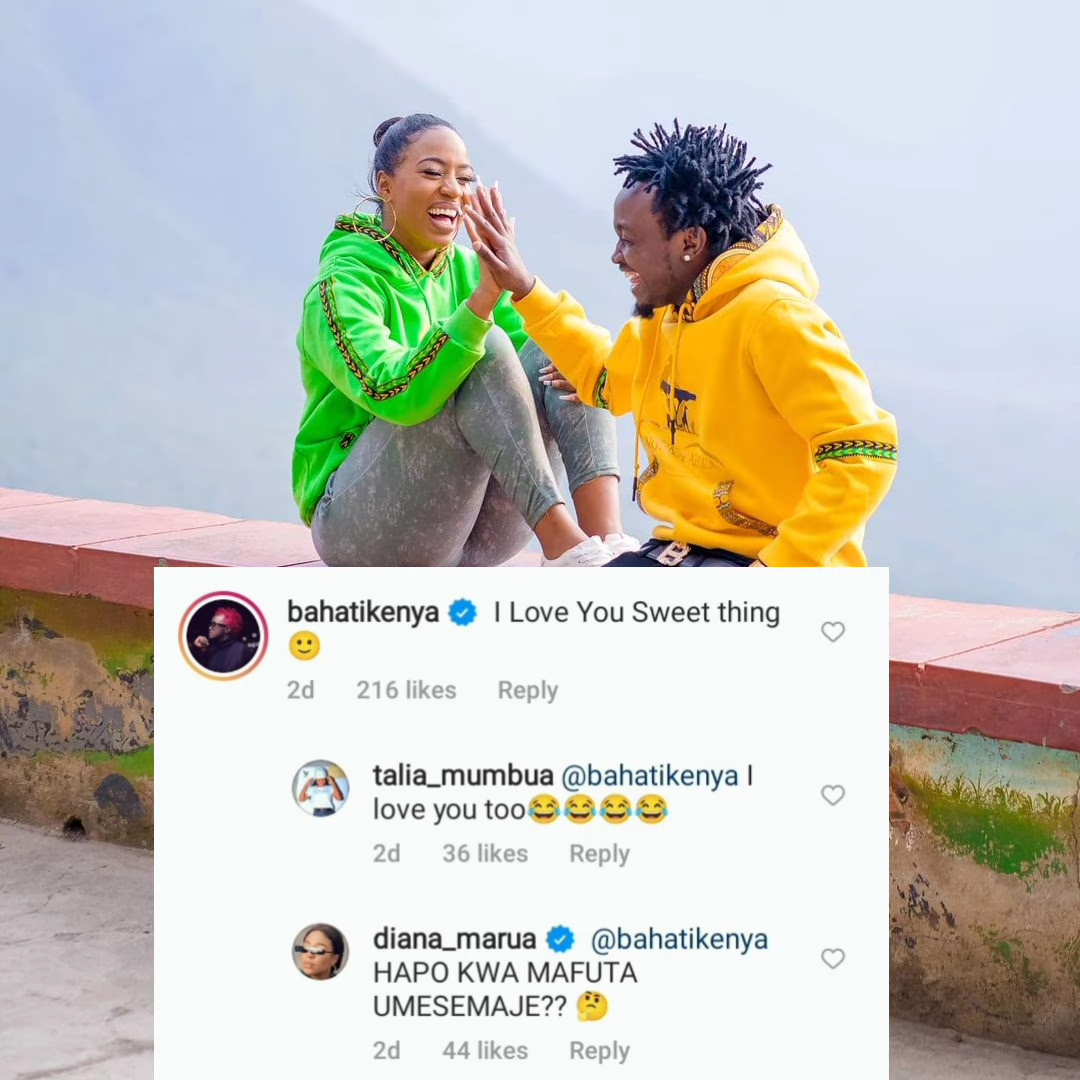 bahatikenya I Love You Sweet thing
🙂
2d 216 likes Reply
talia_mumbua @bahatikenya I
love you too😂😂😂😂
2d 36 likes Reply
diana_marua @bahatikenya
HAPO KWA MAFUTA
UMESEMAJE?? 🤔
2d 44 likes Reply